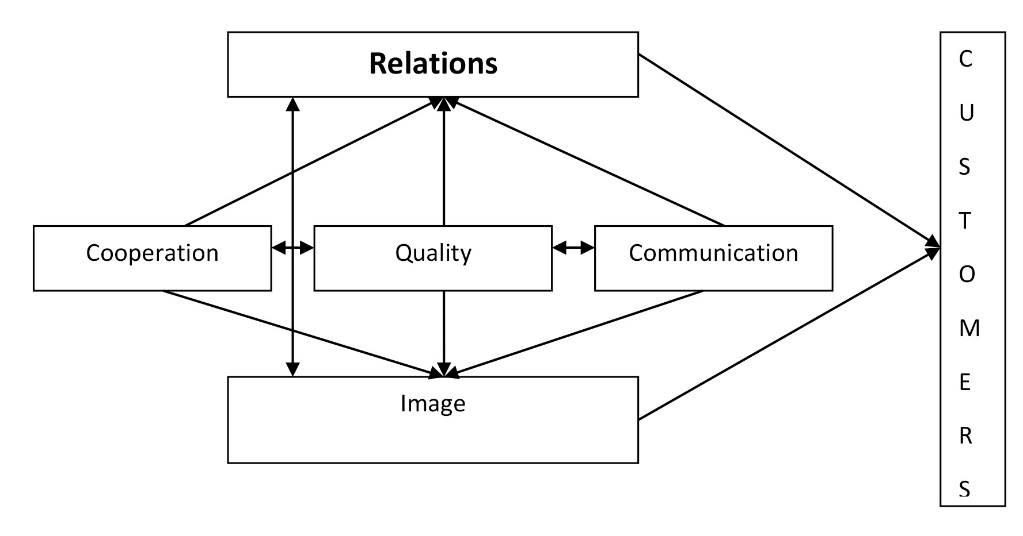 Relations
Cooperation
Quality
Communication
Image
C
U
S
T
O
M
E
R
S